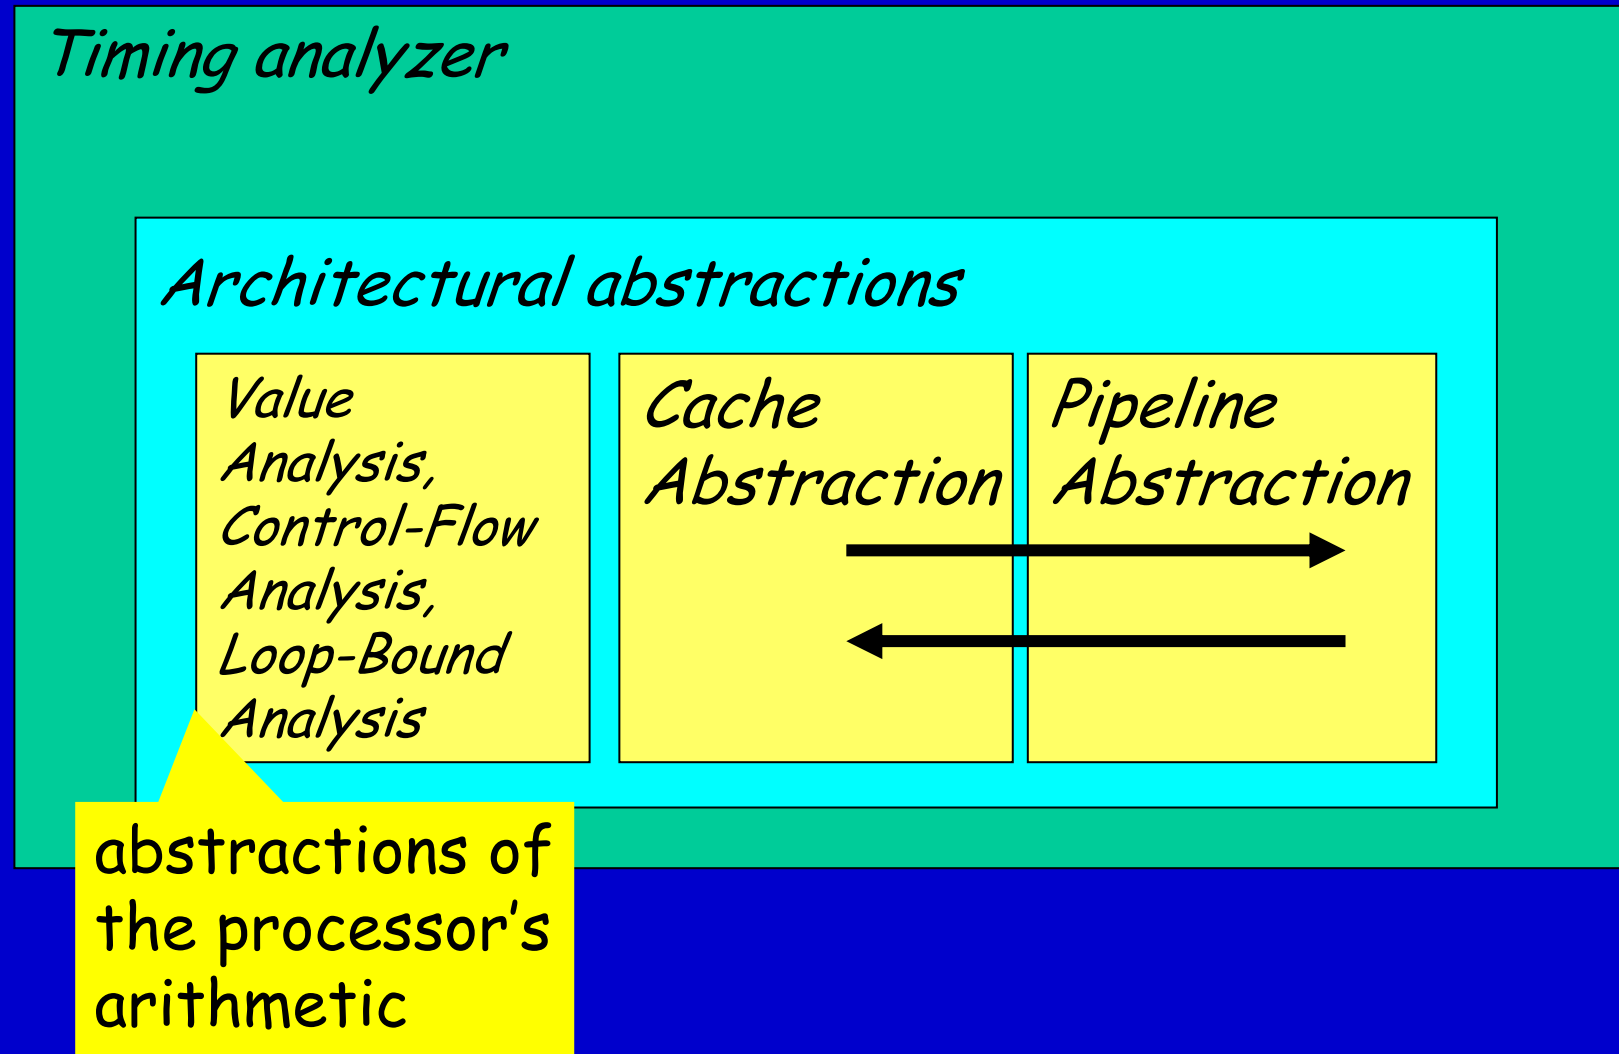 Timing analyzer
Architectural abstractions
Value
Analysis,
Control-Flow
Analysis,
Loop-Bound
Analysis
Cache
Abstraction
Pipeline
Abstraction
abstractions of
the processor’s
arithmetic